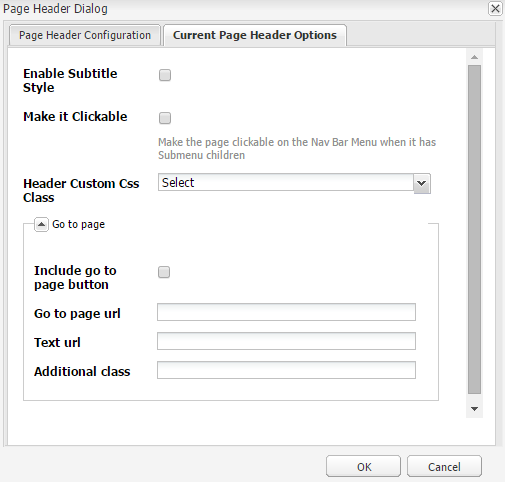 Page Header Dialog
Page Header Configuration
Current Page Header Options
Enable Subtitle
Style
Make it Clickable
Make the page clickable on the Nav Bar Menu when it has
Submenu children
Header Custom Css
Class
Select
Go to page
Include go to
page button
Go to page url
Text url
Additional class
OK
Cancel